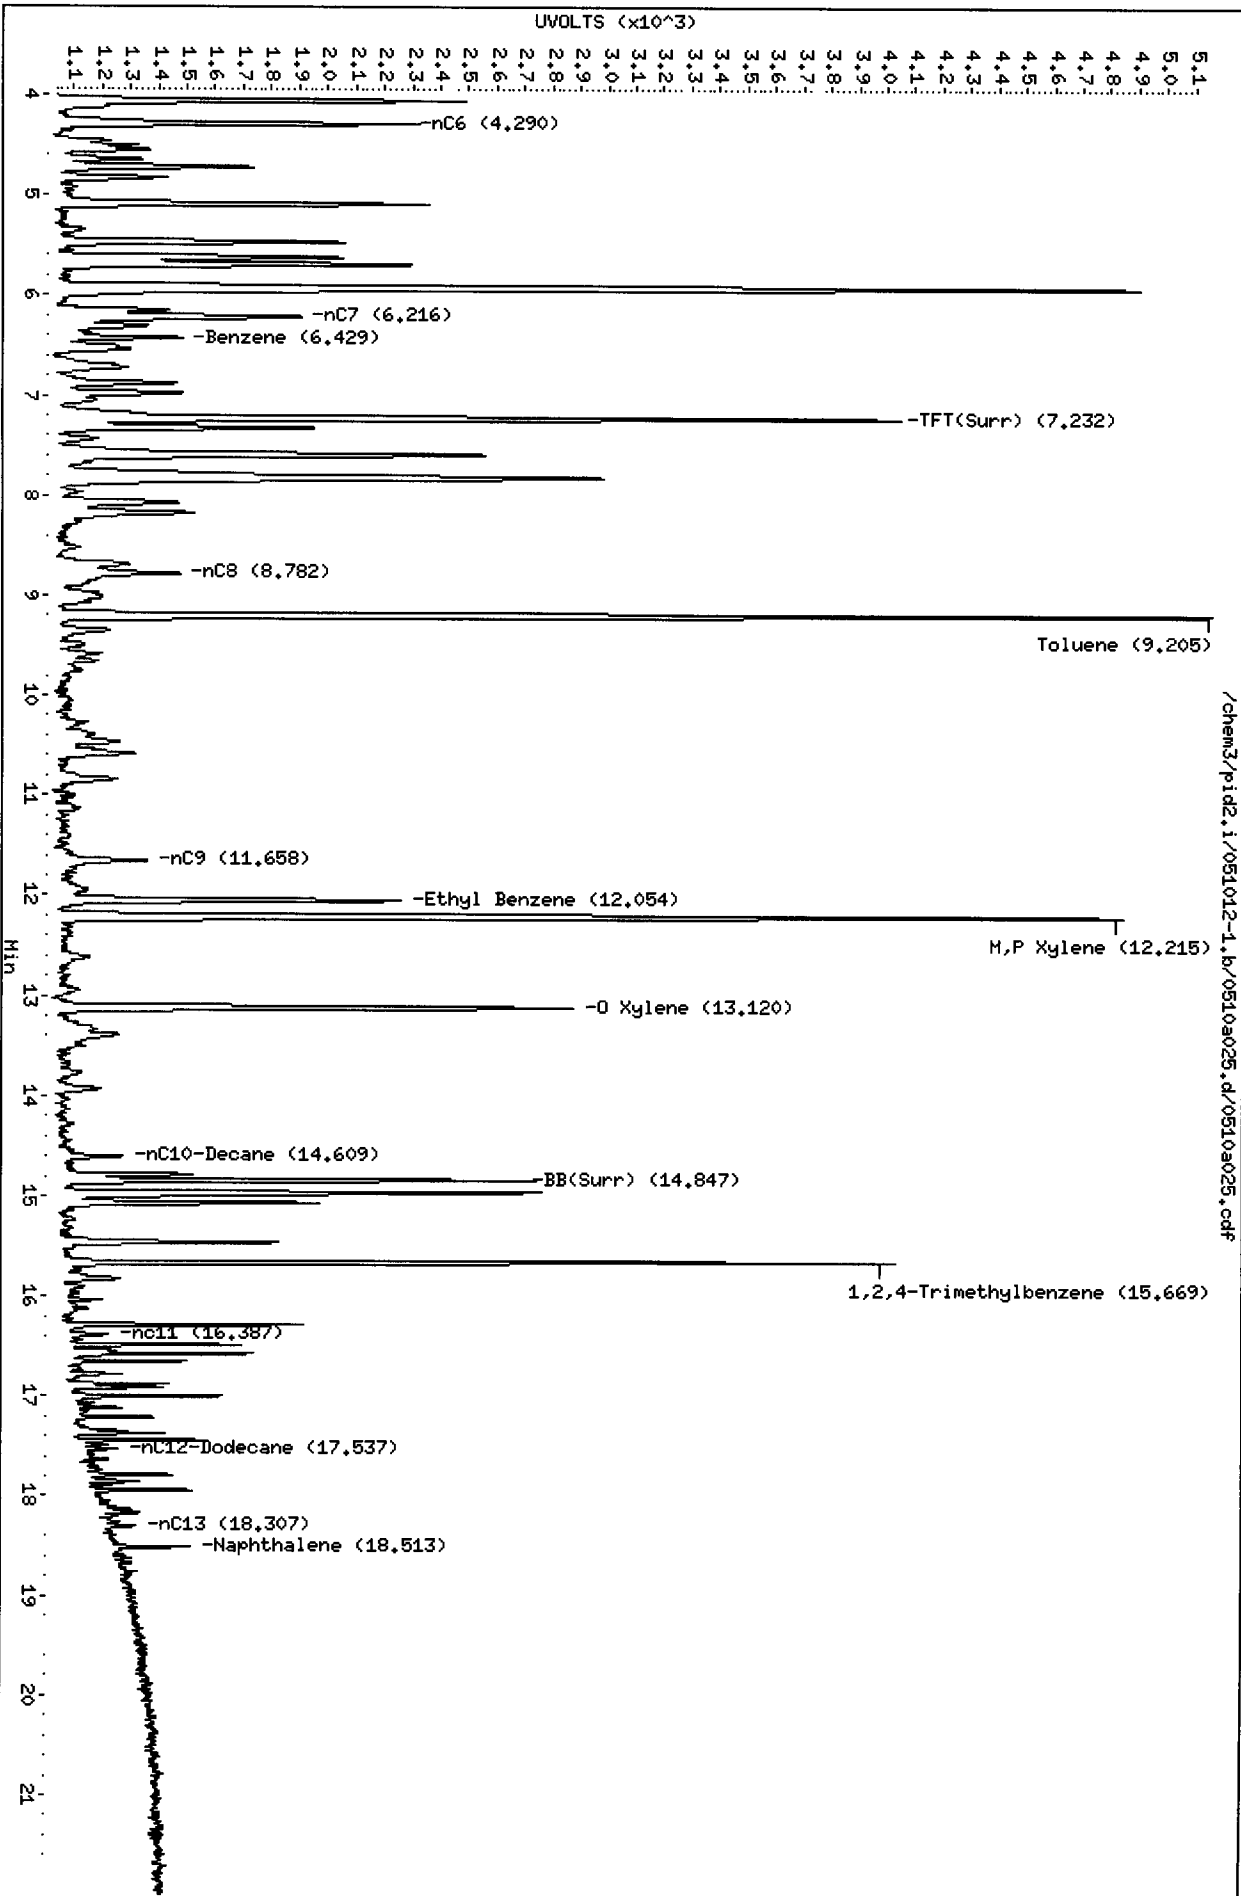 /chem3/pid2.i/051012-1.b/0510a025.d/0510a025.cdf
UVOLTS (x10^3)
5.1
5.0
4.9
4.8
4.7
4.6
4.5
4.4
4.3
4.2
4.1
4.0
3.9
3.8
3.7
3.6
3.5
3.4
3.3
3.2
3.1
3.0
2.9
2.8
2.7
2.6
2.5
2.4
2.3
2.2
2.1
2.0
1.9
1.8
1.7
1.6
1.5
1.4
1.3
1.2
1.1
-nC6 (4.290)
-nC7 (6.216)
-Benzene (6.429)
-TFT(Surr) (7.232)
-nC8 (8.782)
Toluene (9.205)
-nC9 (11.658)
-Ethyl Benzene (12.054)
M,P Xylene (12.215)
-O Xylene (13.120)
-nC10-Decane (14.609)
-BB(Surr) (14.847)
1,2,4-Trimethylbenzene (15.669)
-nc11 (16.387)
-nC12-Dodecane (17.537)
-nC13 (18.307)
-Naphthalene (18.513)
4
5
6
7
8
9
10
11
12
13
14
15
16
17
18
19
20
21
Min